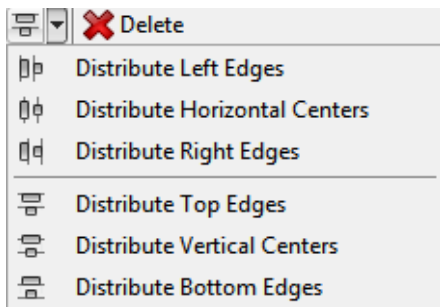 Delete
Distribute Left Edges
Distribute Horizontal Centers
Distribute Right Edges
Distribute Top Edges
Distribute Vertical Centers
Distribute Bottom Edges